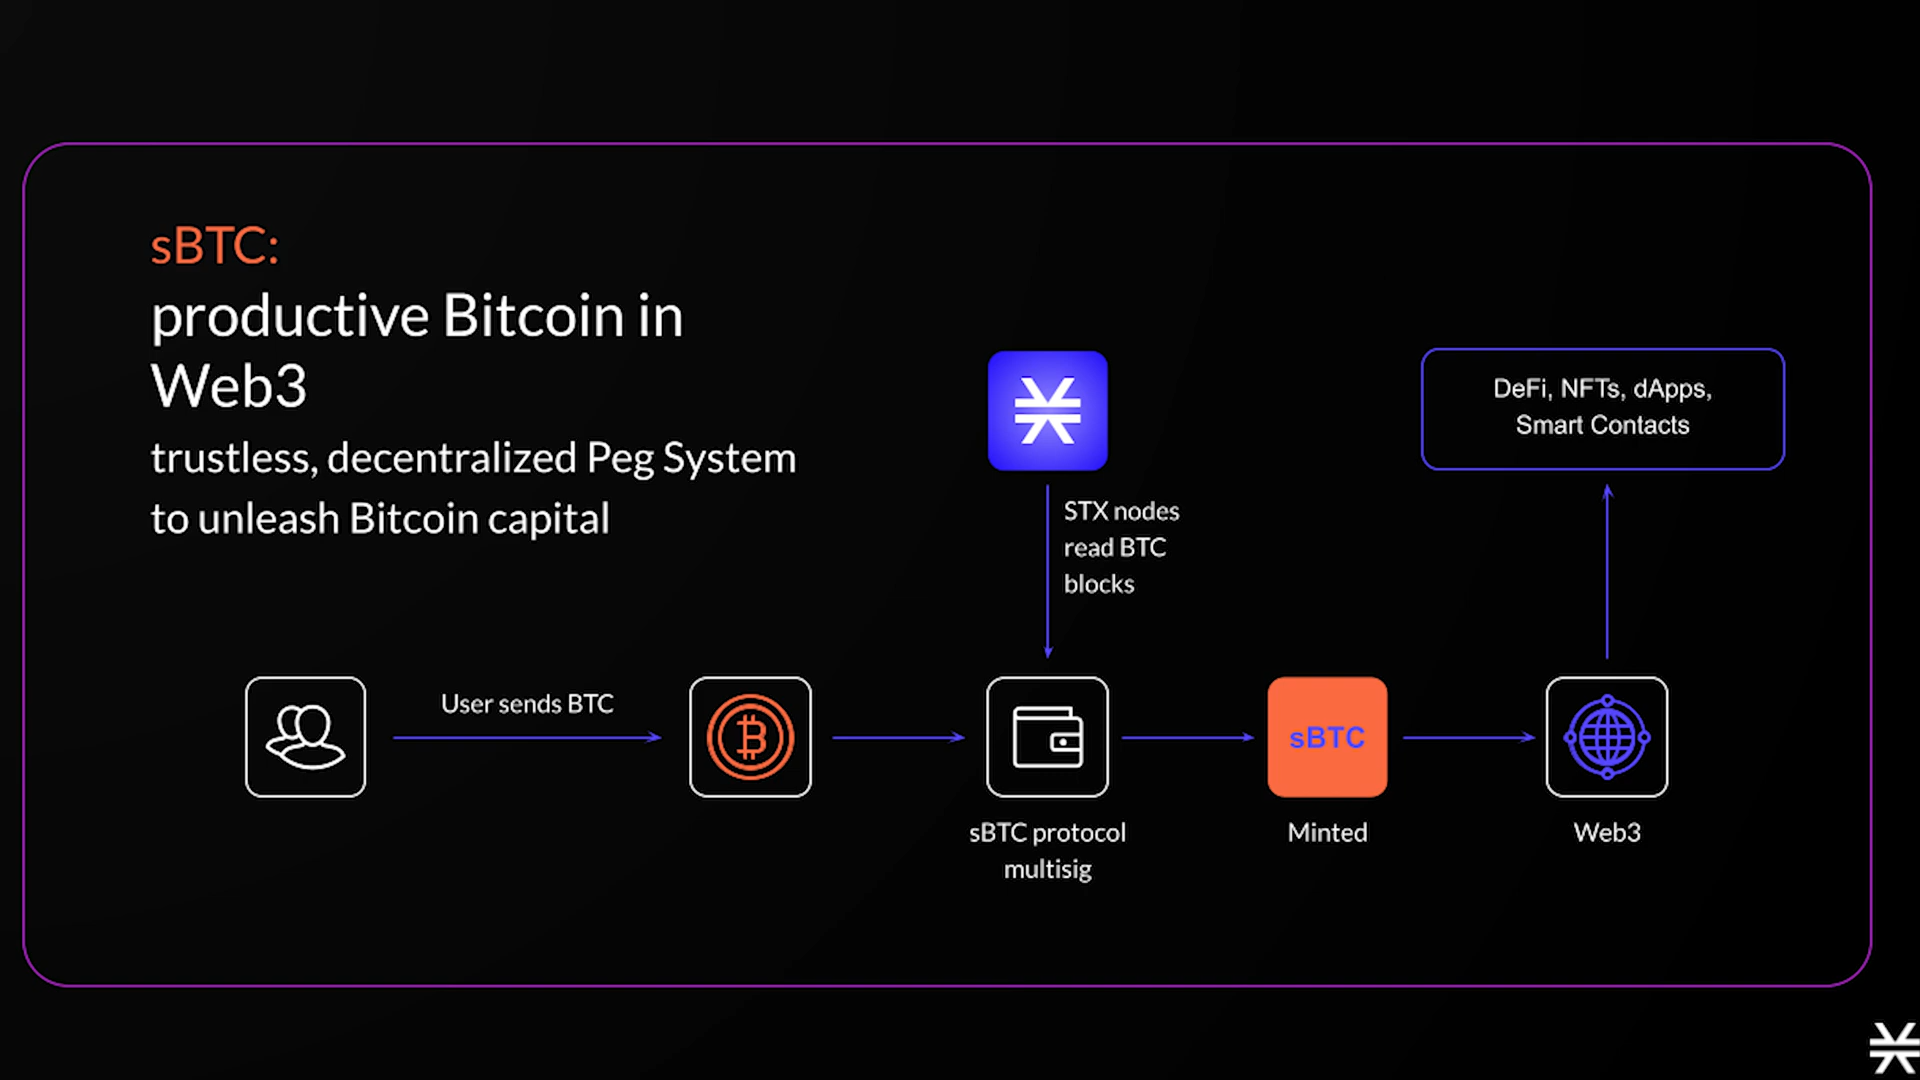 sBTC:
productive Bitcoin in
Web3
trustless, decentralized Peg System
to unleash Bitcoin capital
DeFi, NFTs, dApps,
Smart Contacts
STX nodes
read BTC
blocks
User sends BTC
sBTC
sBTC protocol
multisig
Minted
Web3